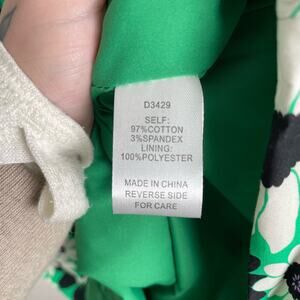 D3429
SELF:
97%COTTON
3%SPANDEX
LINING:
100%POLYESTER
MADE IN CHINA
REVERSE SIDE
FOR CARE